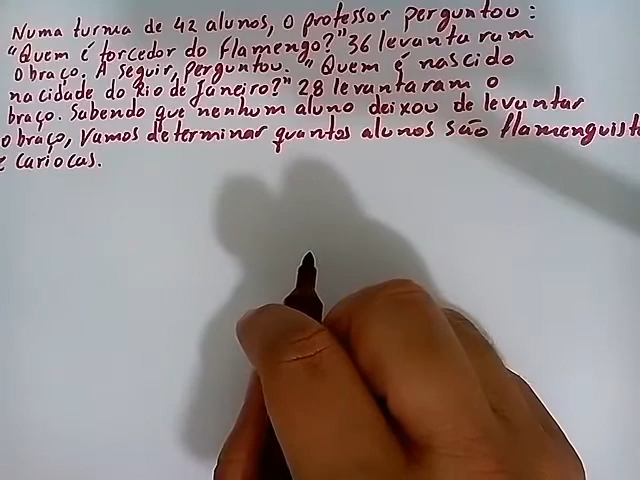 Numa turma de 42 alunos, o professor perguntou:
"Quem é torcedor do flamengo?" 36 levantaram
o braço. A seguir, perguntou. "Quem é nascido
na cidade do Rio de Janeiro?" 28 levantaram o
braço. Sabendo que nenhum aluno deixou de levantar
o braço, vamos determinar quantos alunos são flamenguist
e cariocas.